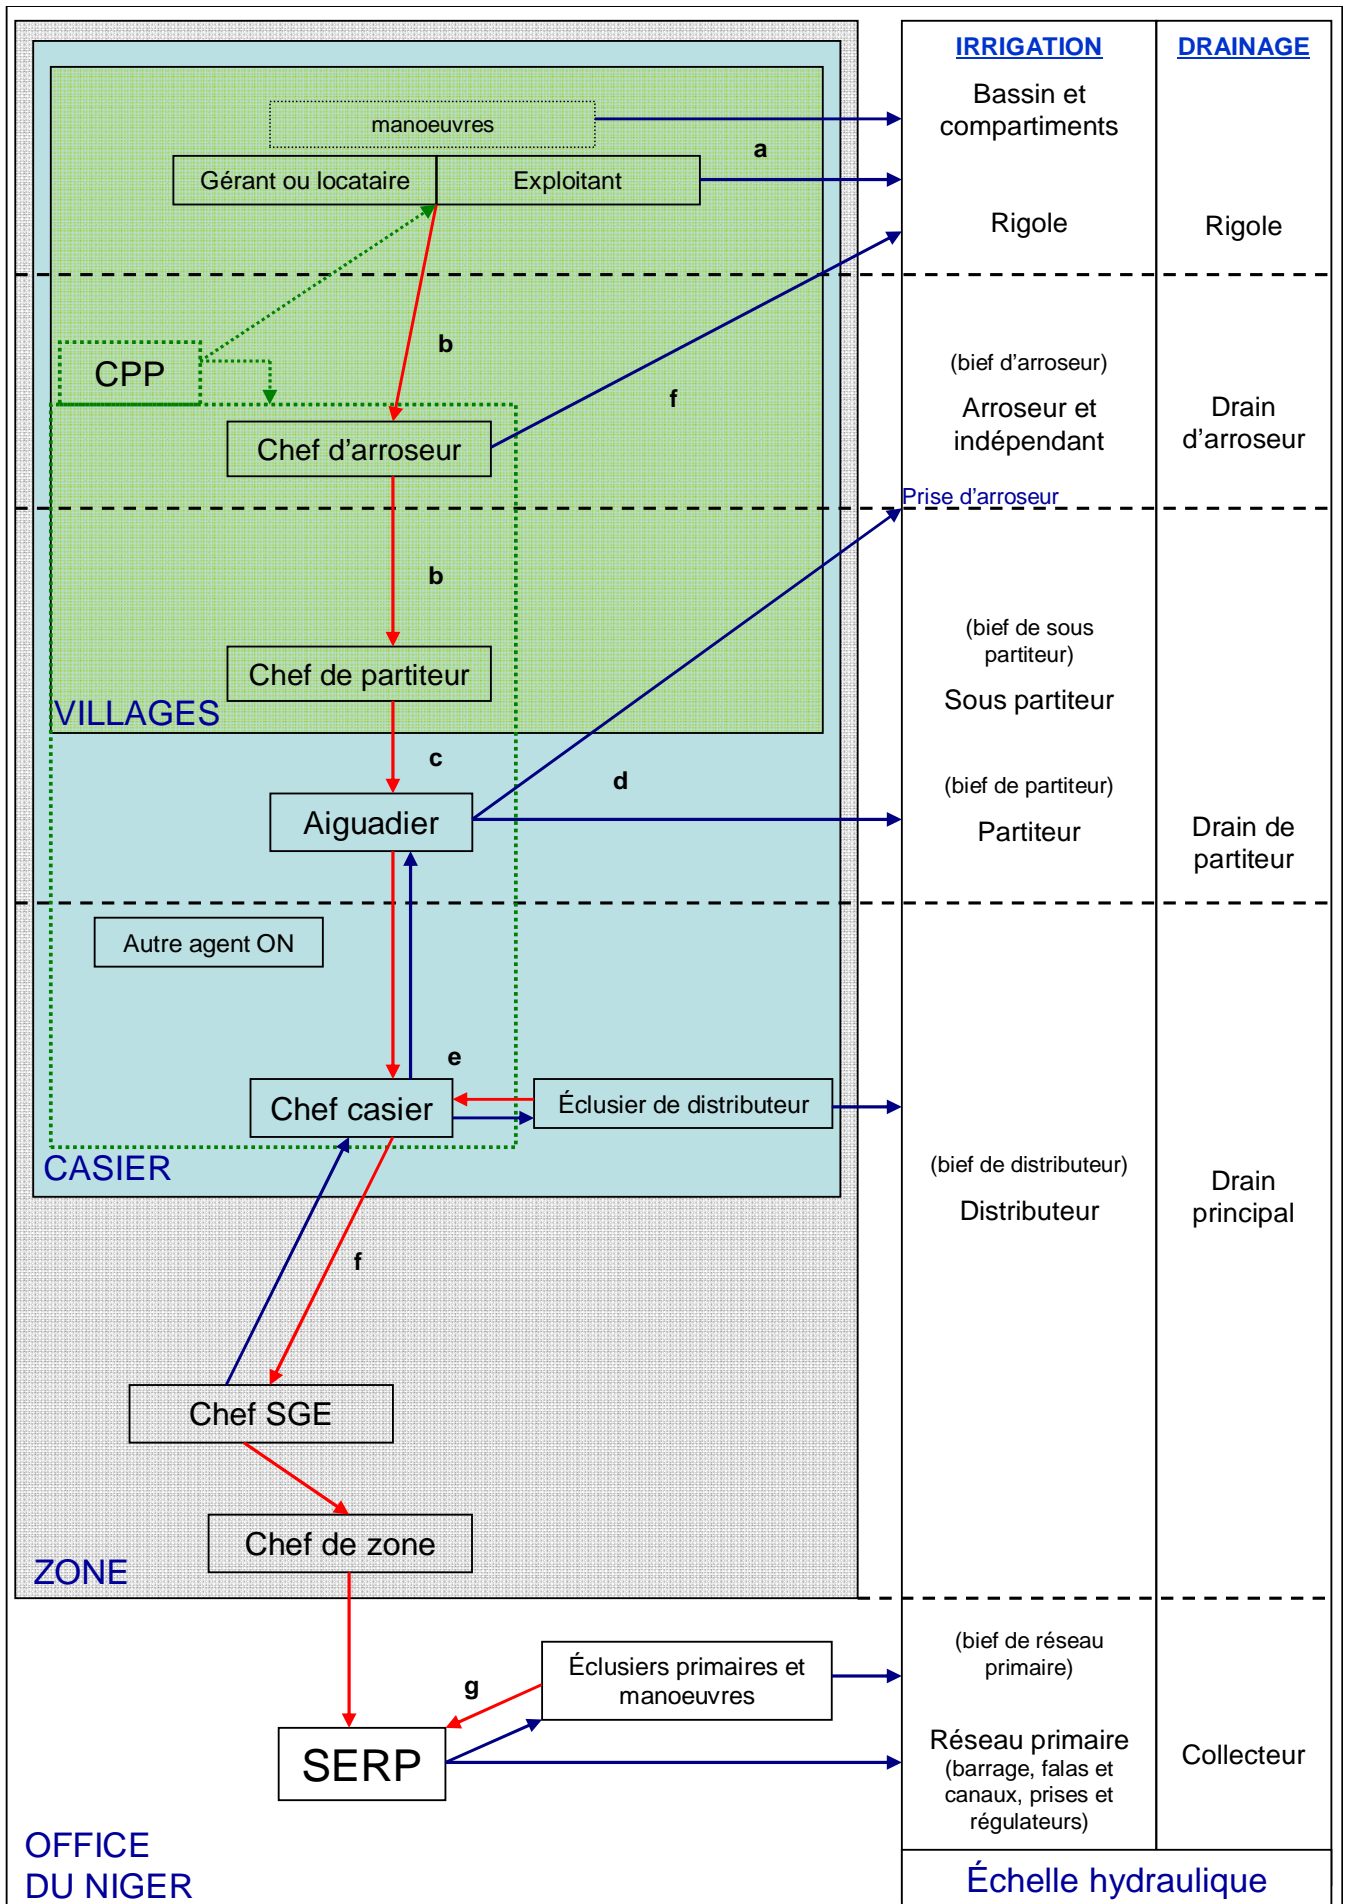 IRRIGATION
DRAINAGE
Bassin et
compartiments
manoeuvres
a
Gérant ou locataire
Exploitant
Rigole
Rigole
b
CPP
(bief d'arroseur)
f
Arroseur et
indépendant
Drain
d'arroseur
Chef d'arroseur
Prise d'arroseur
b
(bief de sous
partiteur)
Chef de partiteur
Sous partiteur
VILLAGES
c
d
(bief de partiteur)
Aiguadier
Partiteur
Drain de
partiteur
Autre agent ON
e
Chef casier
Éclusier de distributeur
CASIER
(bief de distributeur)
Distributeur
Drain
principal
f
Chef SGE
Chef de zone
ZONE
(bief de réseau
primaire)
Éclusiers primaires et
manoeuvres
g
SERP
Réseau primaire
(barrage, falas et
canaux, prises et
régulateurs)
Collecteur
OFFICE
DU NIGER
Échelle hydraulique